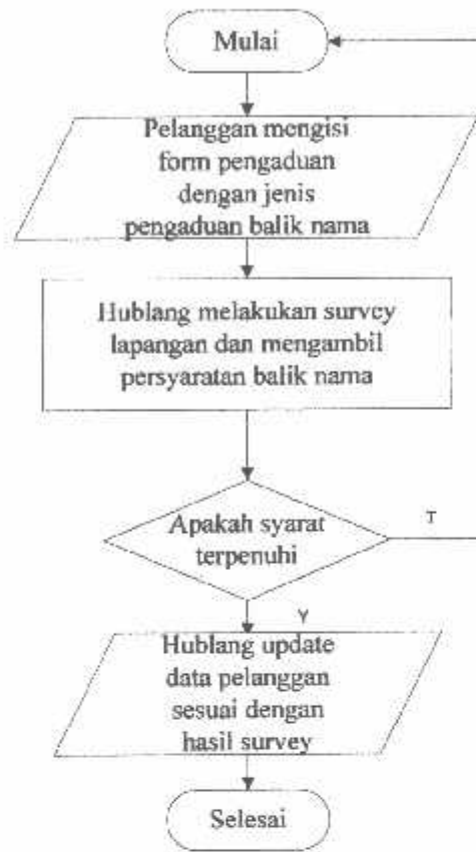 Mulai
Pelanggan mengisi
form pengaduan
dengan jenis
pengaduan balik nama
Hublang melakukan survey
lapangan dan mengambil
persyaratan balik nama
Apakah syarat
terpenuhi
T
Y
Hublang update
data pelanggan
sesuai dengan
hasil survey
Selesai